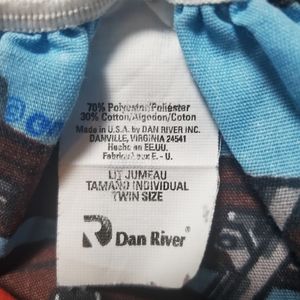 70% Polyester/Poliéster
30% Cotton/Algodon/Coton
Made in U.S.A. by DAN RIVER INC.
DANVILLE, VIRGINIA 24541
Hecho en EE.UU.
Fabriqué aux E. - U.
LIT JUMEAU
TAMAÑO INDIVIDUAL
TWIN SIZE
Dan River